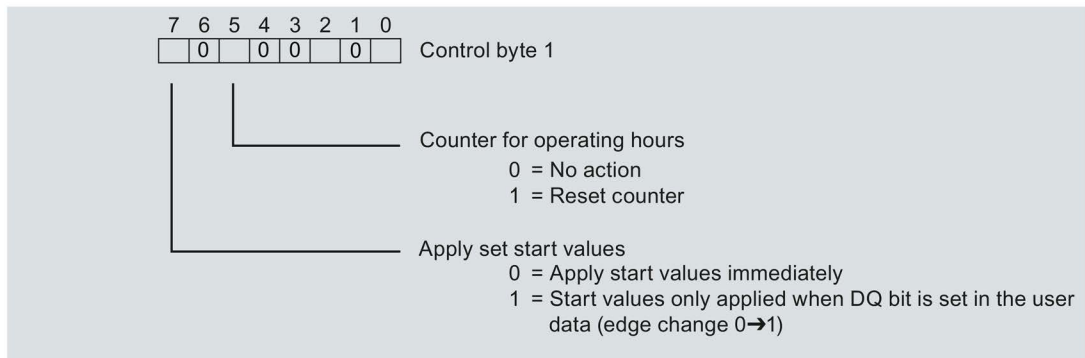 7 6 5 4 3 2 1 0
0 0 0 0 Control byte 1
Counter for operating hours
0 = No action
1 = Reset counter
Apply set start values
0 = Apply start values immediately
1 = Start values only applied when DQ bit is set in the user
data (edge change 0➔1)